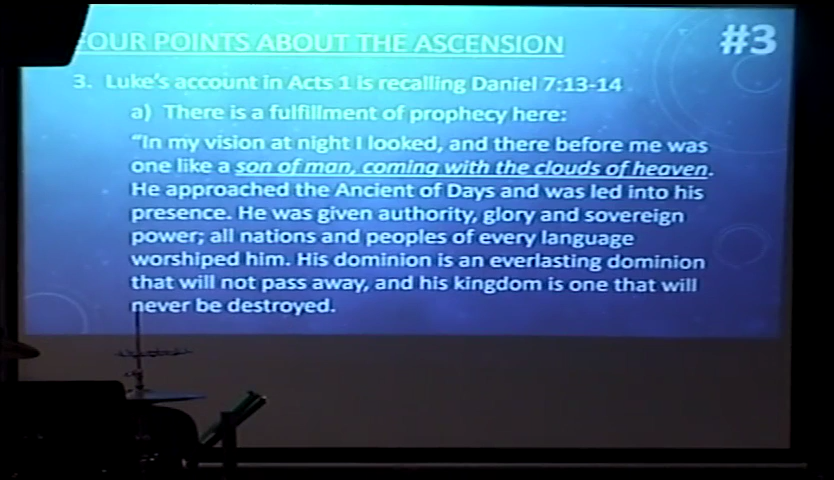 FOUR POINTS ABOUT THE ASCENSION
#3
3. Luke's account in Acts 1 is recalling Daniel 7:13-14
a) There is a fulfillment of prophecy here:
"In my vision at night I looked, and there before me was
one like a son of man, coming with the clouds of heaven.
He approached the Ancient of Days and was led into his
presence. He was given authority, glory and sovereign
power; all nations and peoples of every language
worshiped him. His dominion is an everlasting dominion
that will not pass away, and his kingdom is one that will
never be destroyed.